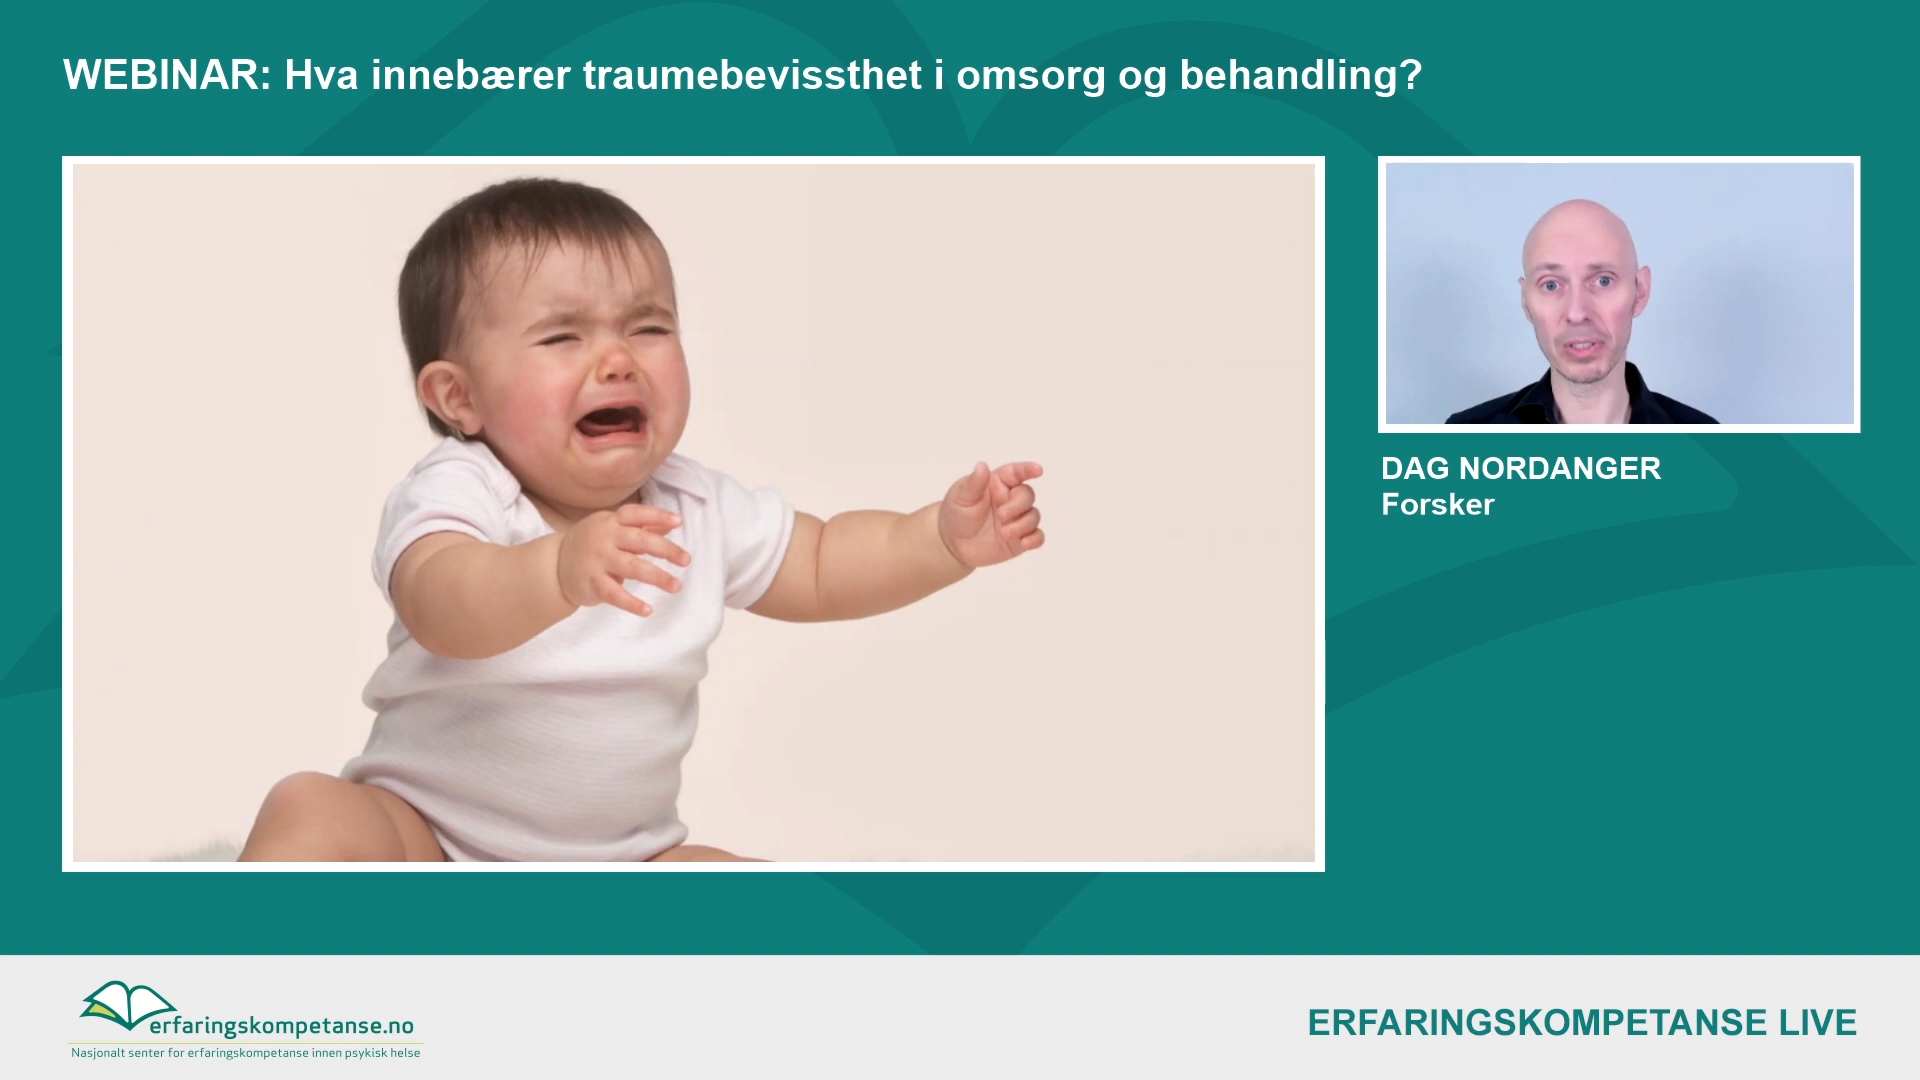 WEBINAR: Hva innebærer traumebevissthet i omsorg og behandling?
DAG NORDANGER
Forsker
erfaringskompetanse.no
Nasjonalt senter for erfaringskompetanse innen psykisk helse
ERFARINGSKOMPETANSE LIVE